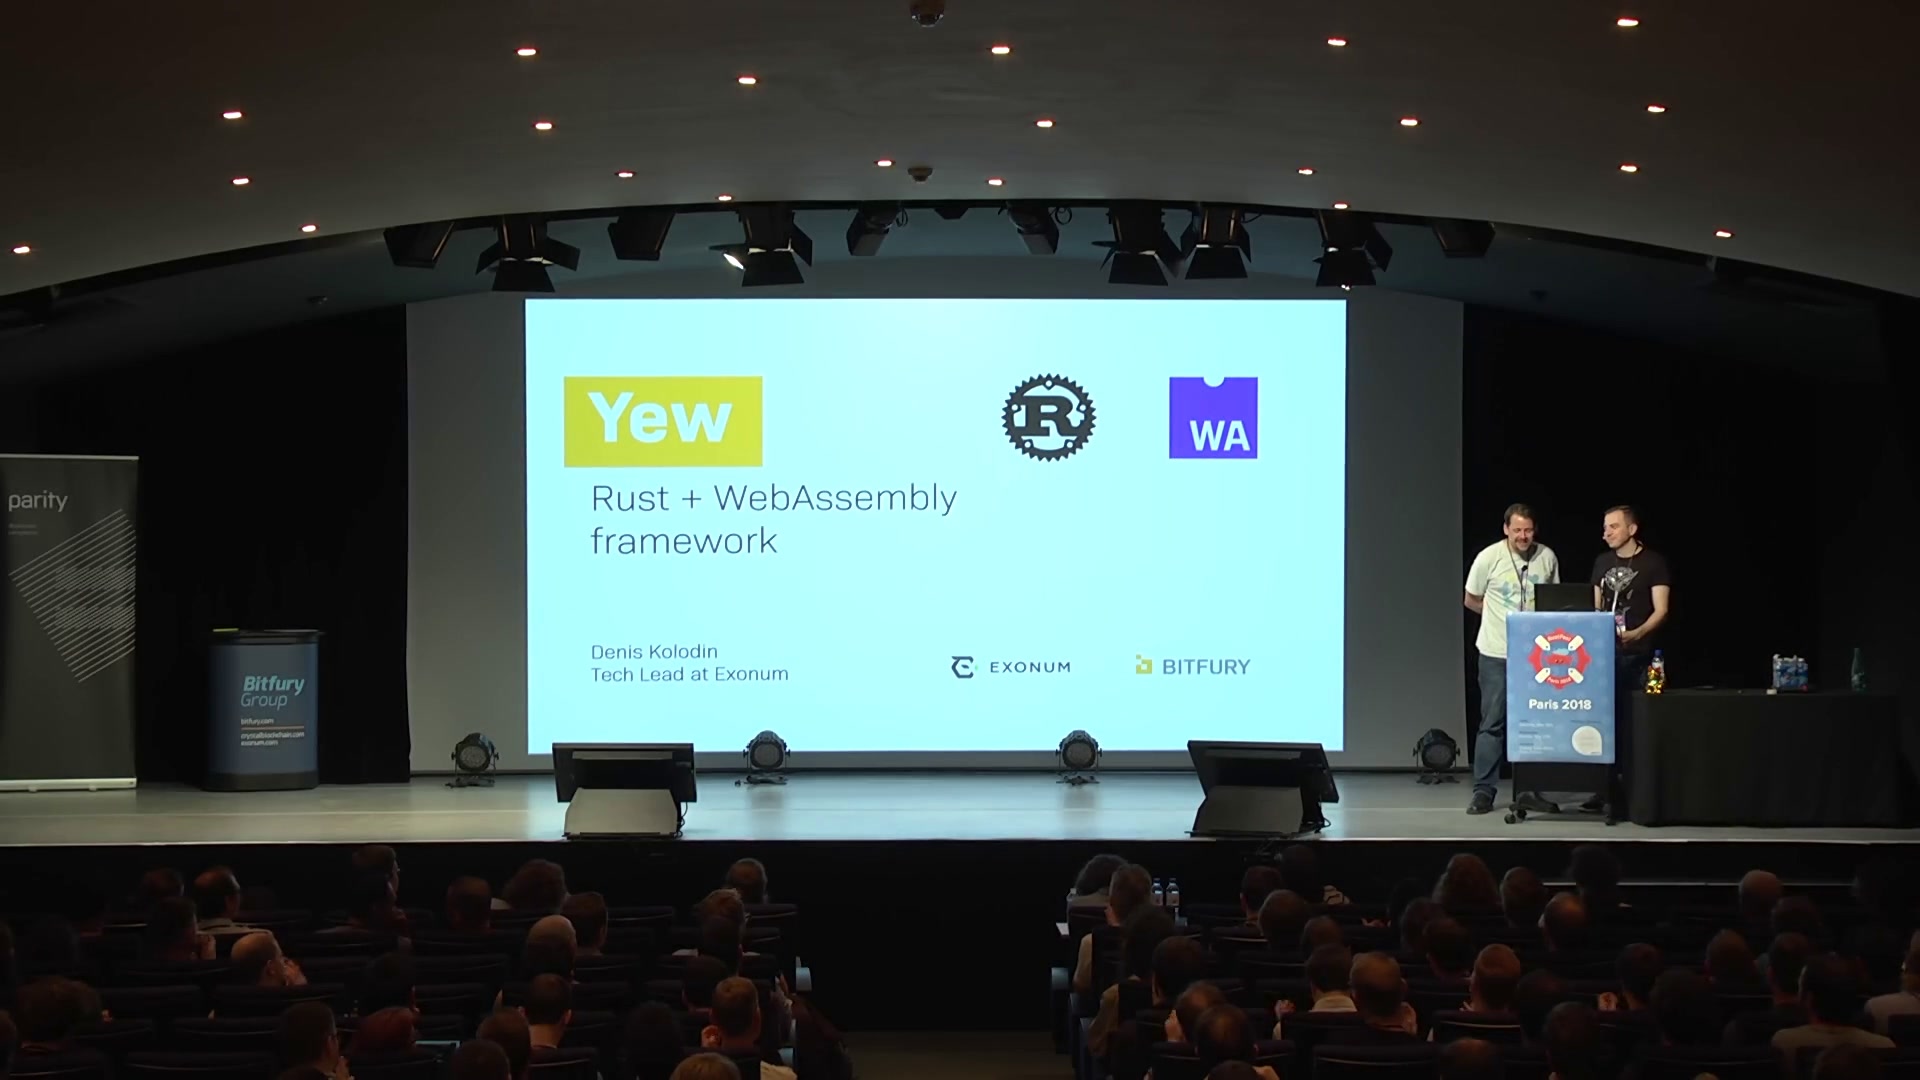 Yew
R
WA
Rust + WebAssembly
framework
Denis Kolodin
Tech Lead at Exonum
EXONUM
BITFURY
parity
Bitfury
Group
bitfury.com
crystalblockchain.com
exonum.com
Paris 2018